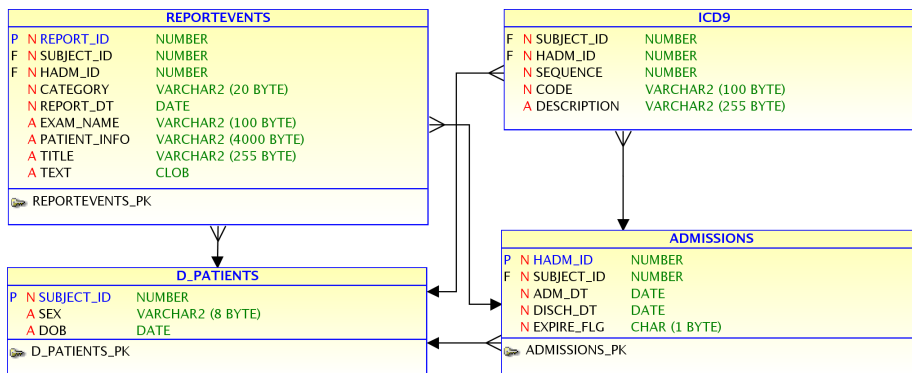 REPORTEVENTS
P N REPORT_ID NUMBER
F N SUBJECT_ID NUMBER
F N HADM_ID NUMBER
N CATEGORY VARCHAR2 (20 BYTE)
N REPORT_DT DATE
A EXAM_NAME VARCHAR2 (100 BYTE)
A PATIENT_INFO VARCHAR2 (4000 BYTE)
A TITLE VARCHAR2 (255 BYTE)
A TEXT CLOB
REPORTEVENTS_PK
ICD9
F N SUBJECT_ID NUMBER
F N HADM_ID NUMBER
N SEQUENCE NUMBER
N CODE VARCHAR2 (100 BYTE)
A DESCRIPTION VARCHAR2 (255 BYTE)
D_PATIENTS
P N SUBJECT_ID NUMBER
A SEX VARCHAR2 (8 BYTE)
A DOB DATE
D_PATIENTS_PK
ADMISSIONS
P N HADM_ID NUMBER
F N SUBJECT_ID NUMBER
N ADM_DT DATE
N DISCH_DT DATE
N EXPIRE_FLG CHAR (1 BYTE)
ADMISSIONS_PK